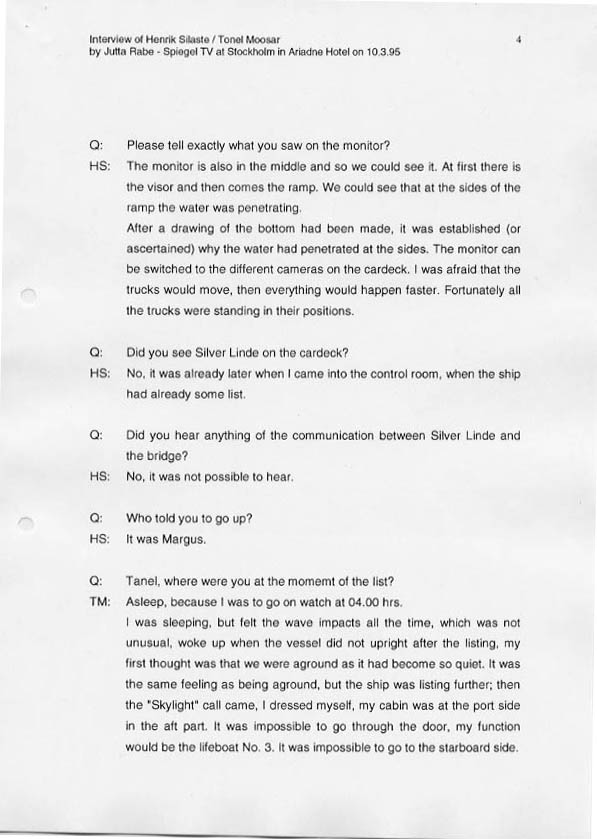 Interview of Henrik Silaste / Tonel Moosar
4
by Jutta Rabe - Spiegel TV at Stockholm in Ariadne Hotel on 10.3.95
Q: Please tell exactly what you saw on the monitor?
HS: The monitor is also in the middle and so we could see it. At first there is
the visor and then comes the ramp. We could see that at the sides of the
ramp the water was penetrating.
After a drawing of the bottom had been made, it was established (or
ascertained) why the water had penetrated at the sides. The monitor can
be switched to the different cameras on the cardeck. I was afraid that the
trucks would move, then everything would happen faster. Fortunately all
the trucks were standing in their positions.
Q: Did you see Silver Linde on the cardeck?
HS: No, it was already later when I came into the control room, when the ship
had already some list.
Q: Did you hear anything of the communication between Silver Linde and
the bridge?
HS: No, it was not possible to hear.
Q: Who told you to go up?
HS: It was Margus.
Q: Tanel, where were you at the momemt of the list?
TM: Asleep, because I was to go on watch at 04.00 hrs.
I was sleeping, but felt the wave impacts all the time, which was not
unusual, woke up when the vessel did not upright after the listing, my
first thought was that we were aground as it had become so quiet. It was
the same feeling as being aground, but the ship was listing further; then
the "Skylight" call came, I dressed myself, my cabin was at the port side
in the aft part. It was impossible to go through the door, my function
would be the lifeboat No. 3. It was impossible to go to the starboard side.